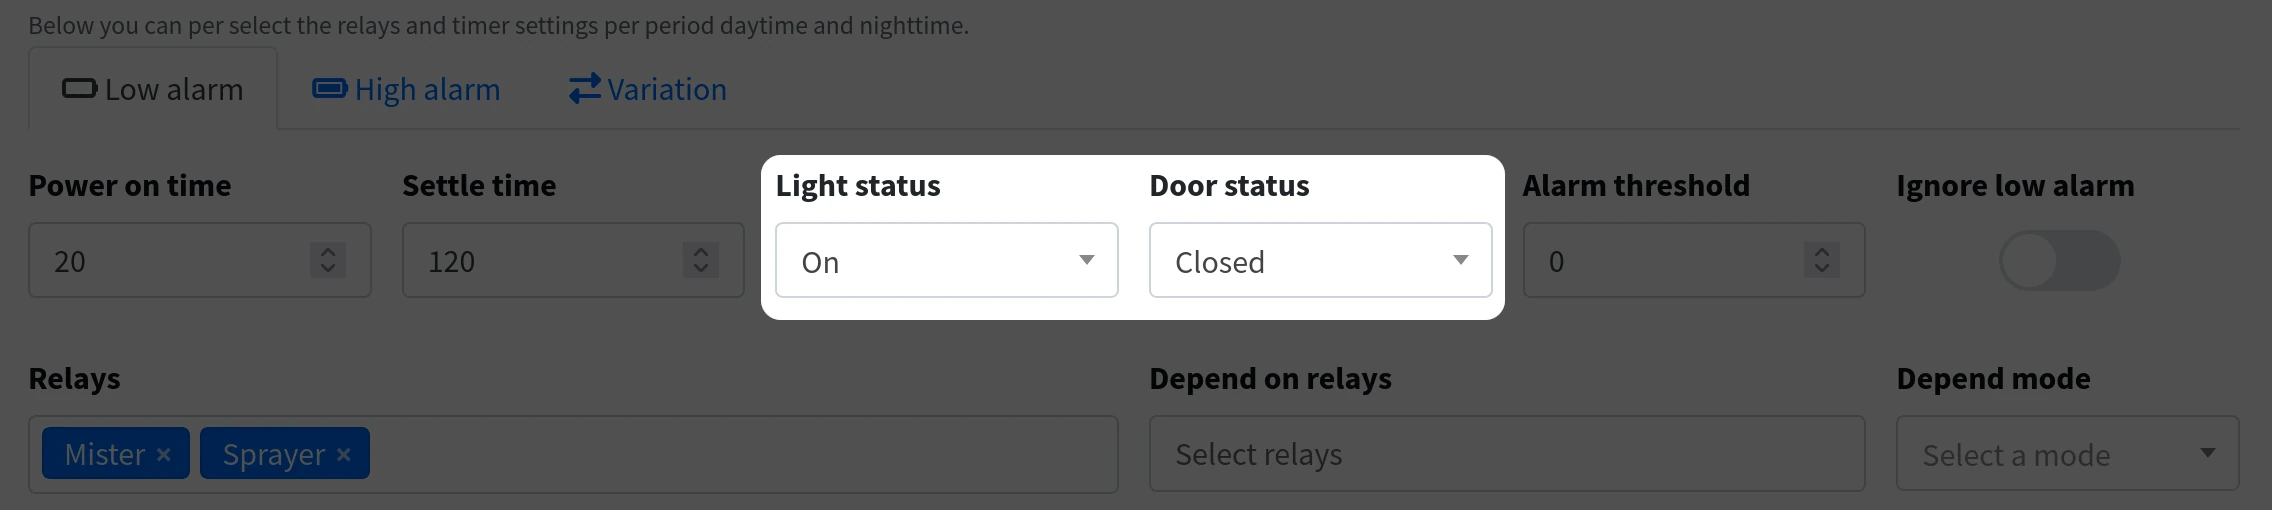 Below you can per select the relays and timer settings per period daytime and nighttime.
Low alarm High alarm Variation
Power on time Settle time Light status Door status Alarm threshold Ignore low alarm
20 120 On Closed 0
Relays Depend on relays Depend mode
Mister × Sprayer × Select relays Select a mode